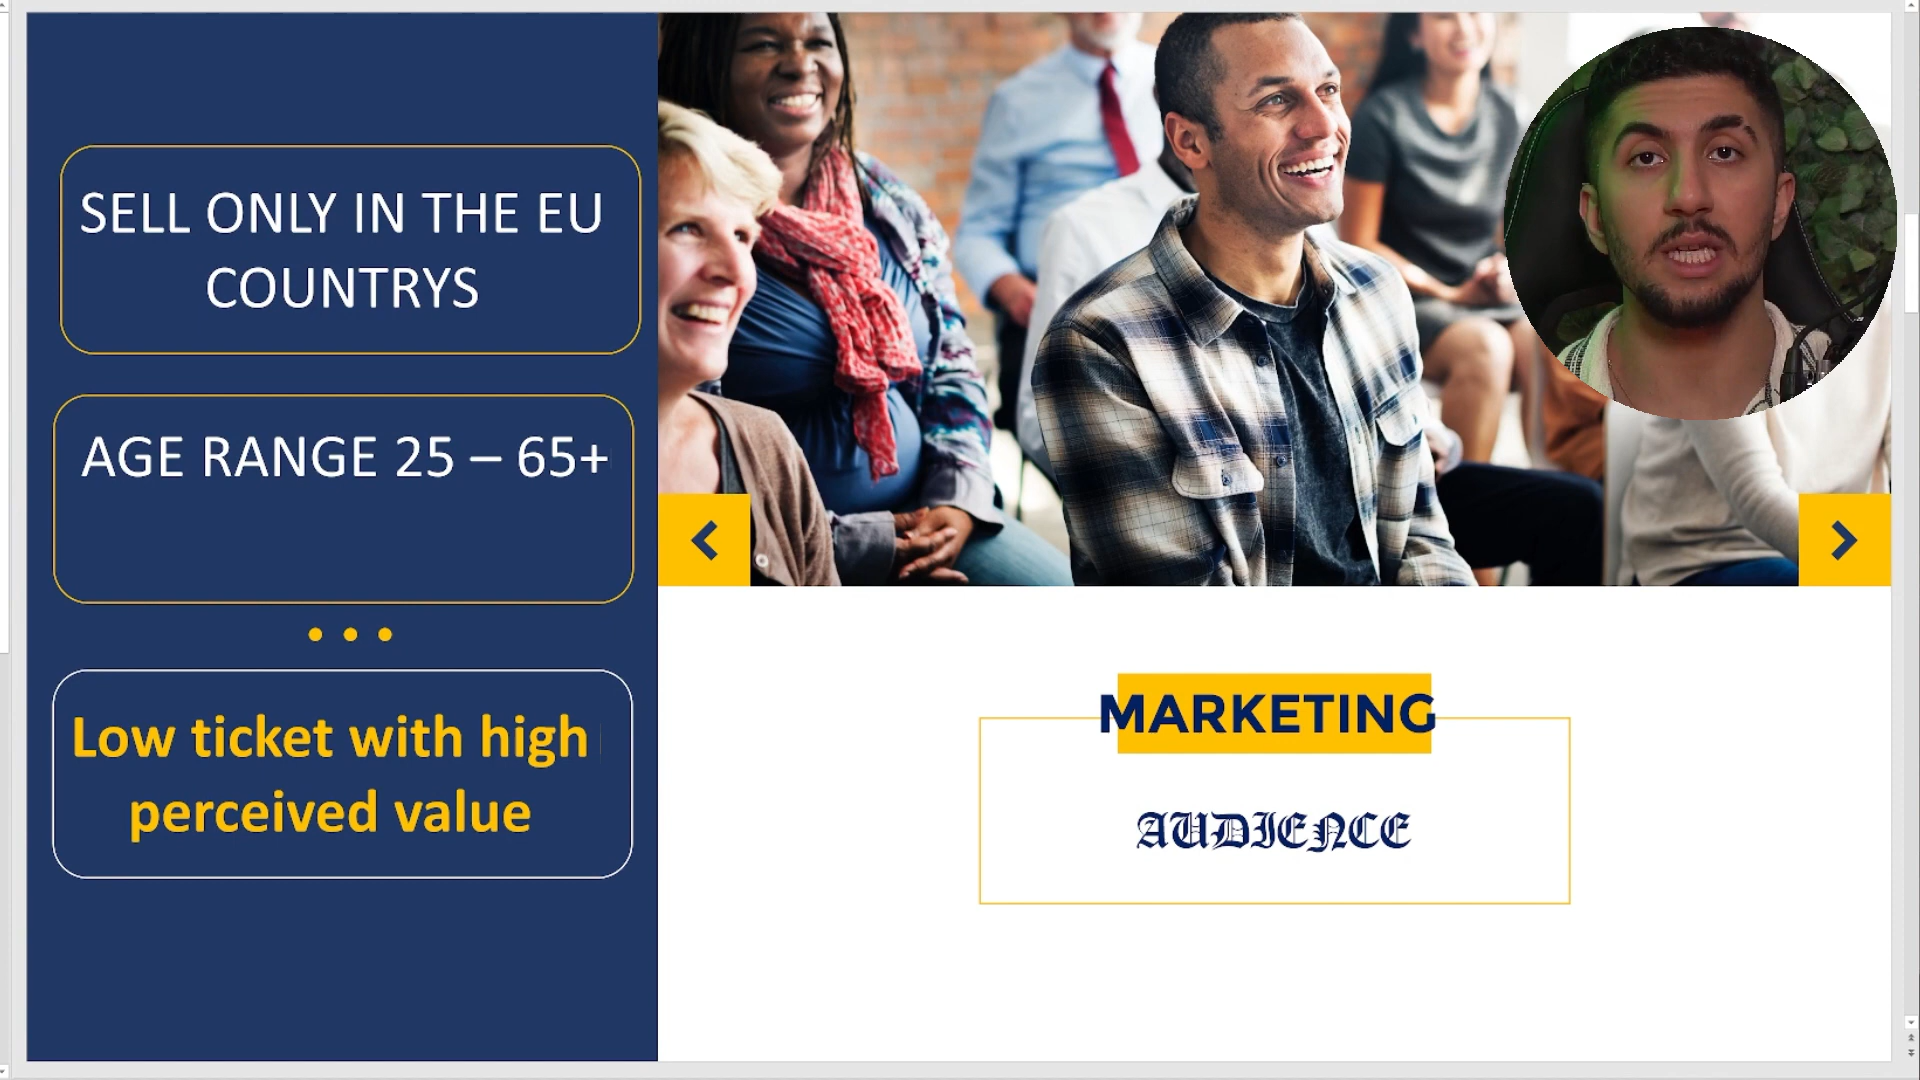 SELL ONLY IN THE EU
COUNTRYS
AGE RANGE 25 – 65+
Low ticket with high
perceived value
MARKETING
AUDIENCE